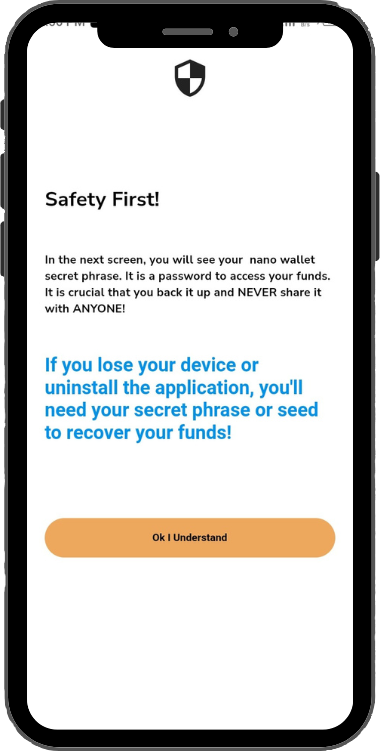 Safety First!
In the next screen, you will see your nano wallet
secret phrase. It is a password to access your funds.
It is crucial that you back it up and NEVER share it
with ANYONE!
If you lose your device or
uninstall the application, you'll
need your secret phrase or seed
to recover your funds!
Ok I Understand